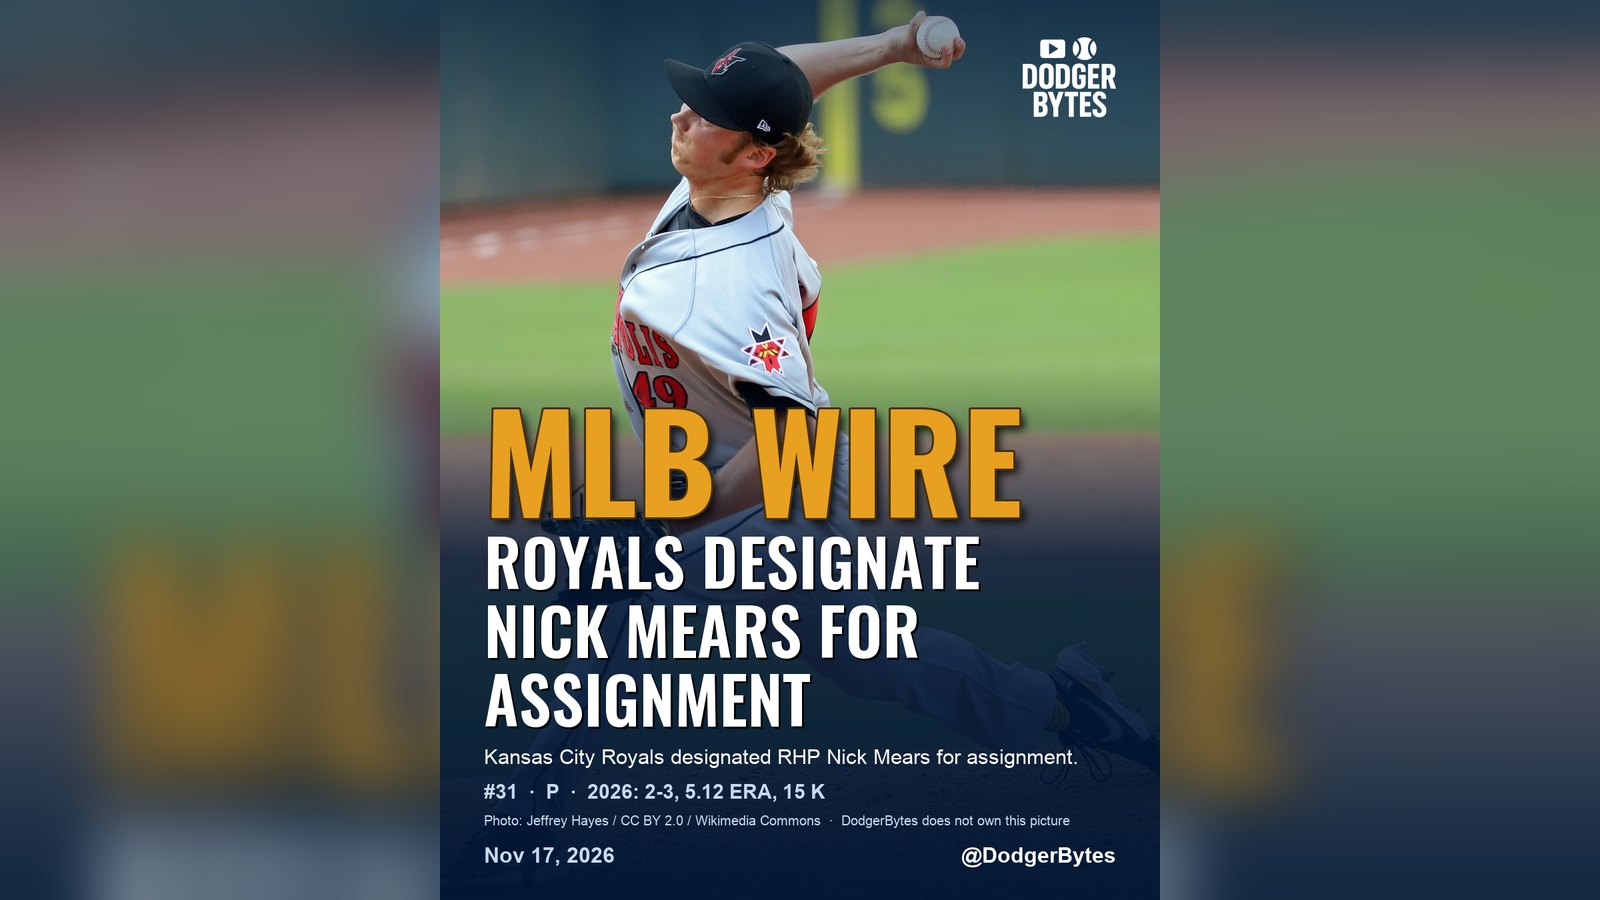 DODGER
BYTES
49
MLB WIRE
ROYALS DESIGNATE
NICK MEARS FOR
ASSIGNMENT
Kansas City Royals designated RHP Nick Mears for assignment.
#31 · P · 2026: 2-3, 5.12 ERA, 15 K
Photo: Jeffrey Hayes / CC BY 2.0 / Wikimedia Commons · DodgerBytes does not own this picture
Nov 17, 2026
@DodgerBytes